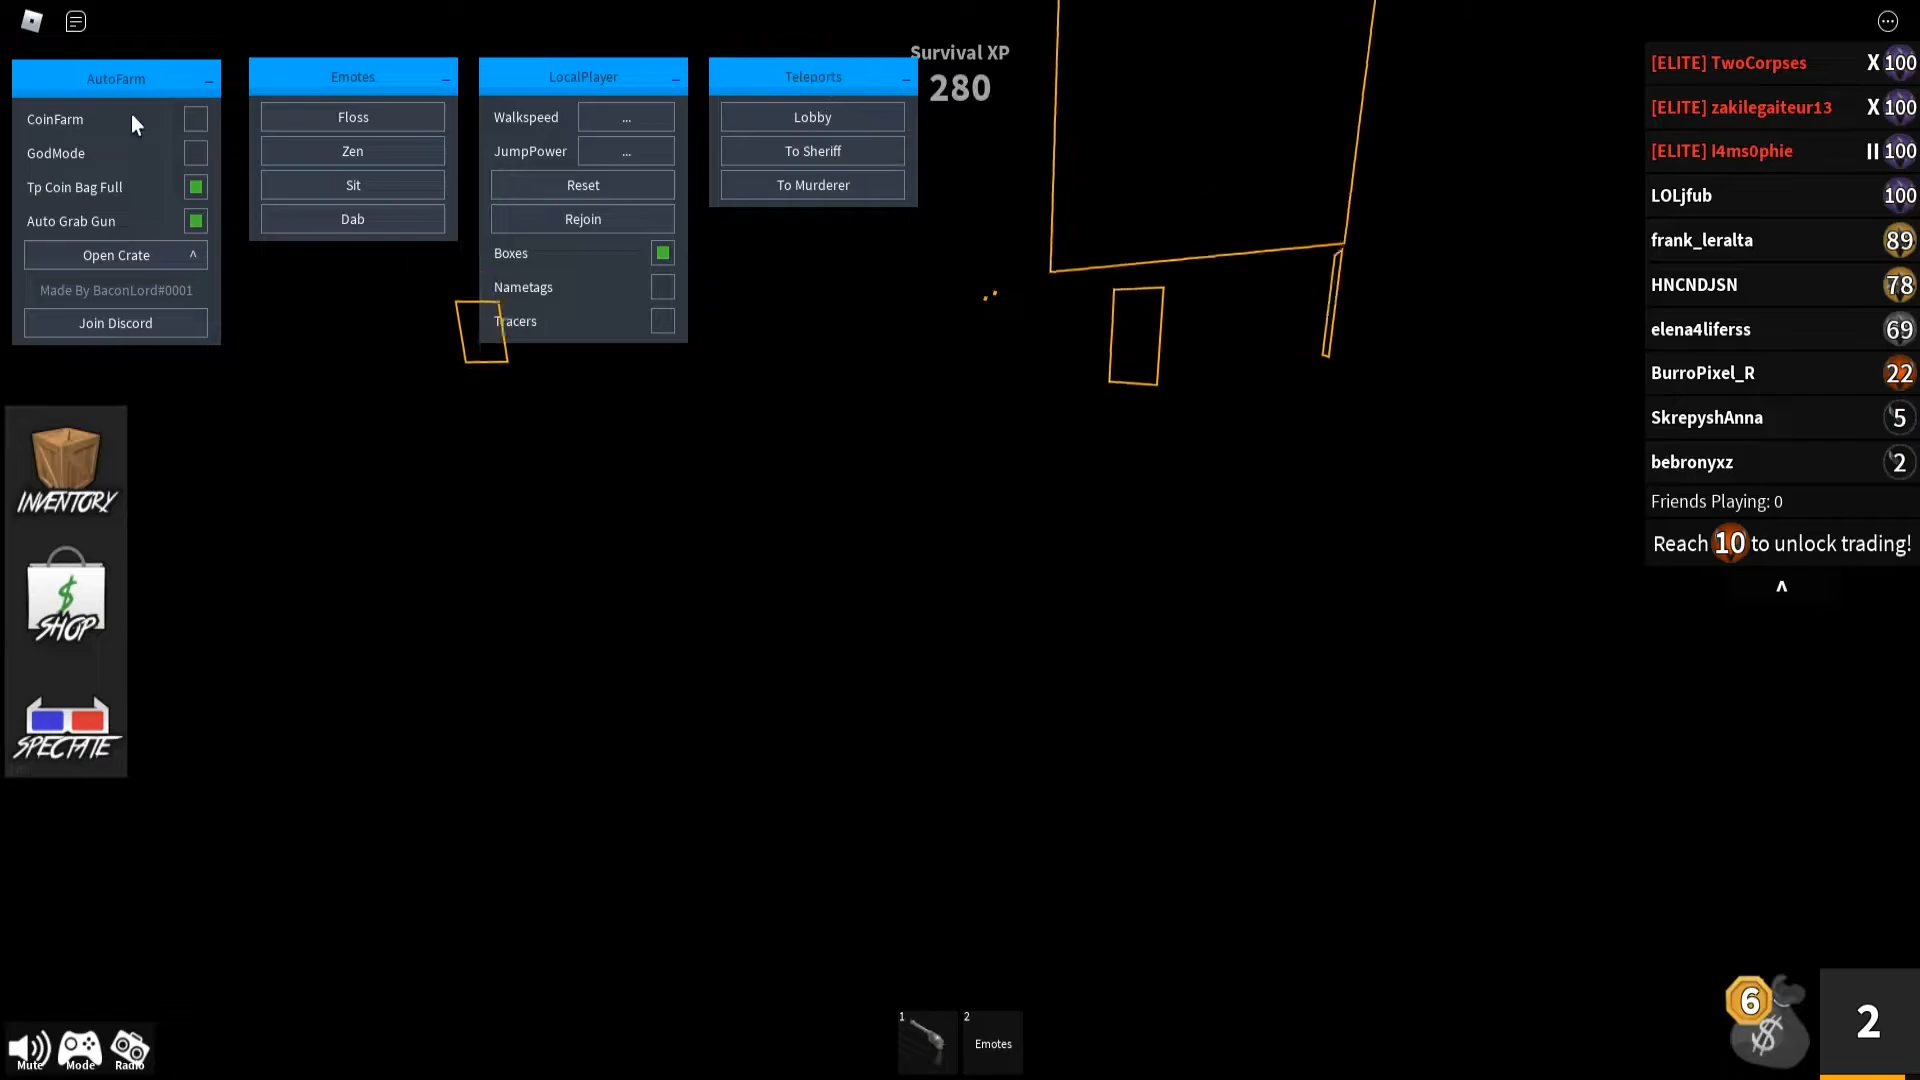 Survival XP
280
AutoFarm
CoinFarm
GodMode
Tp Coin Bag Full
Auto Grab Gun
Open Crate ^
Made By BaconLord#0001
Join Discord
Emotes
Floss
Zen
Sit
Dab
LocalPlayer
Walkspeed ...
JumpPower ...
Reset
Rejoin
Boxes
Nametags
Tracers
Teleports
Lobby
To Sheriff
To Murderer
[ELITE] TwoCorpses X 100
[ELITE] zakilegaiteur13 X 100
[ELITE] I4ms0phie II 100
LOLjfub 100
frank_leralta 89
HNCNDJSN 78
elena4liferss 69
BurroPixel_R 22
SkrepyshAnna 5
bebronyxz 2
Friends Playing: 0
Reach 10 to unlock trading!
INVENTORY
SHOP
SPECTATE
Mute
Mode
Radio
1
2
Emotes
6
2